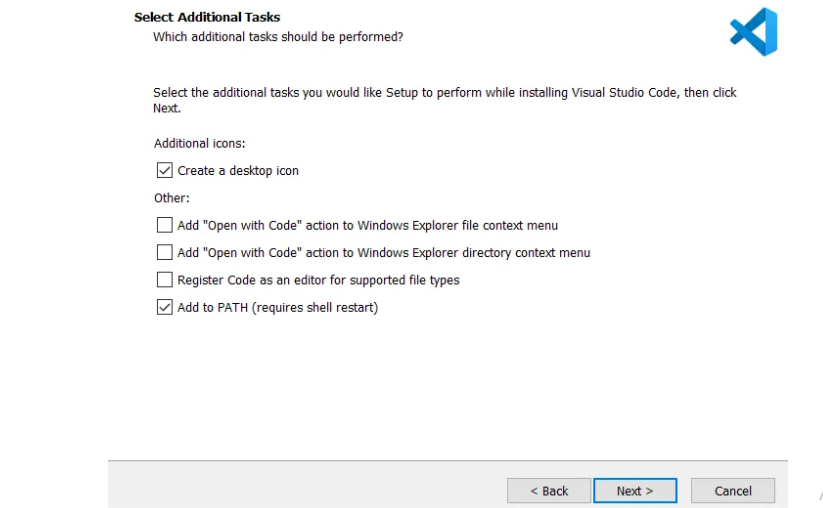 Select Additional Tasks
Which additional tasks should be performed?
Select the additional tasks you would like Setup to perform while installing Visual Studio Code, then click
Next.
Additional icons:
Create a desktop icon
Other:
Add "Open with Code" action to Windows Explorer file context menu
Add "Open with Code" action to Windows Explorer directory context menu
Register Code as an editor for supported file types
Add to PATH (requires shell restart)
< Back Next > Cancel